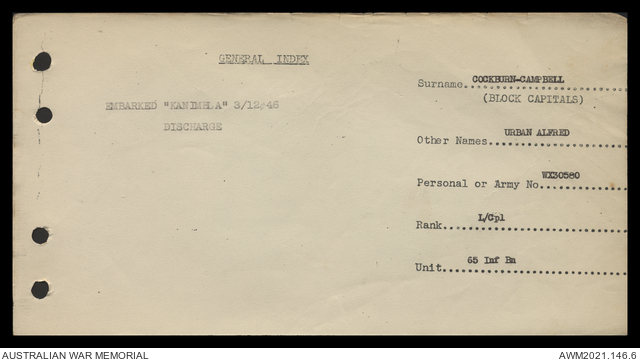 GENERAL INDEX
EMBARKED "KANIMBLA" 3/12/46
DISCHARGE
Surname. COCKBURN-CAMPBELL
(BLOCK CAPITALS)
Other Names. URBAN ALFRED
Personal or Army No. WX30580
Rank. L/Cpl
Unit. 65 Inf Bn
AUSTRALIAN WAR MEMORIAL
AWM2021.146.6